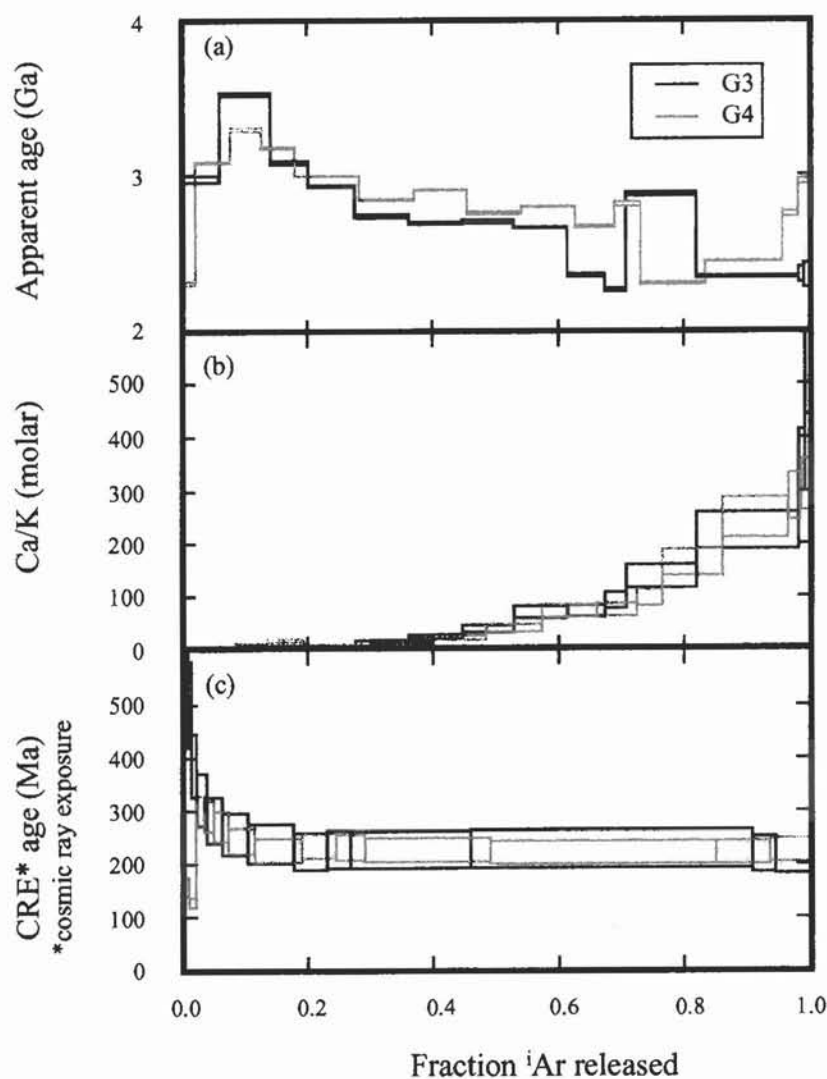 4
(a)
G3
G4
3
Apparent age (Ga)
2
(b)
500
400
300
200
100
0
Ca/K (molar)
(c)
500
400
300
200
100
0
CRE* age (Ma)
*cosmic ray exposure
0.0 0.2 0.4 0.6 0.8 1.0
Fraction ⁱAr released